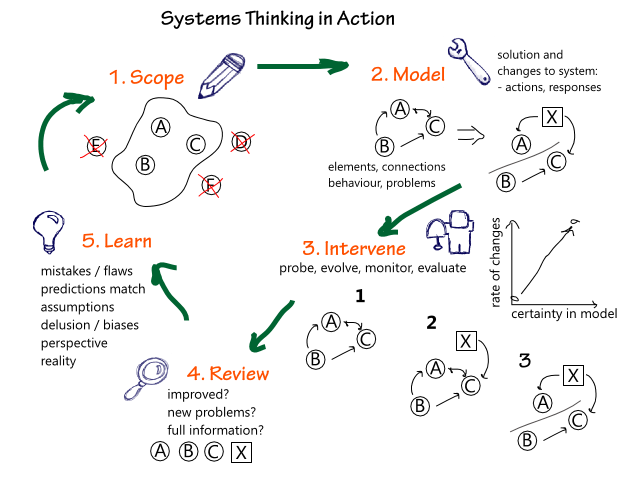 Systems Thinking in Action
1. Scope
A
C
B
E
D
F
2. Model
solution and
changes to system:
- actions, responses
A
C
B
X
A
C
B
elements, connections
behaviour, problems
3. Intervene
probe, evolve, monitor, evaluate
rate of changes
certainty in model
1
A
C
B
2
X
A
C
B
3
X
A
C
B
4. Review
improved?
new problems?
full information?
A B C X
5. Learn
mistakes / flaws
predictions match
assumptions
delusion / biases
perspective
reality